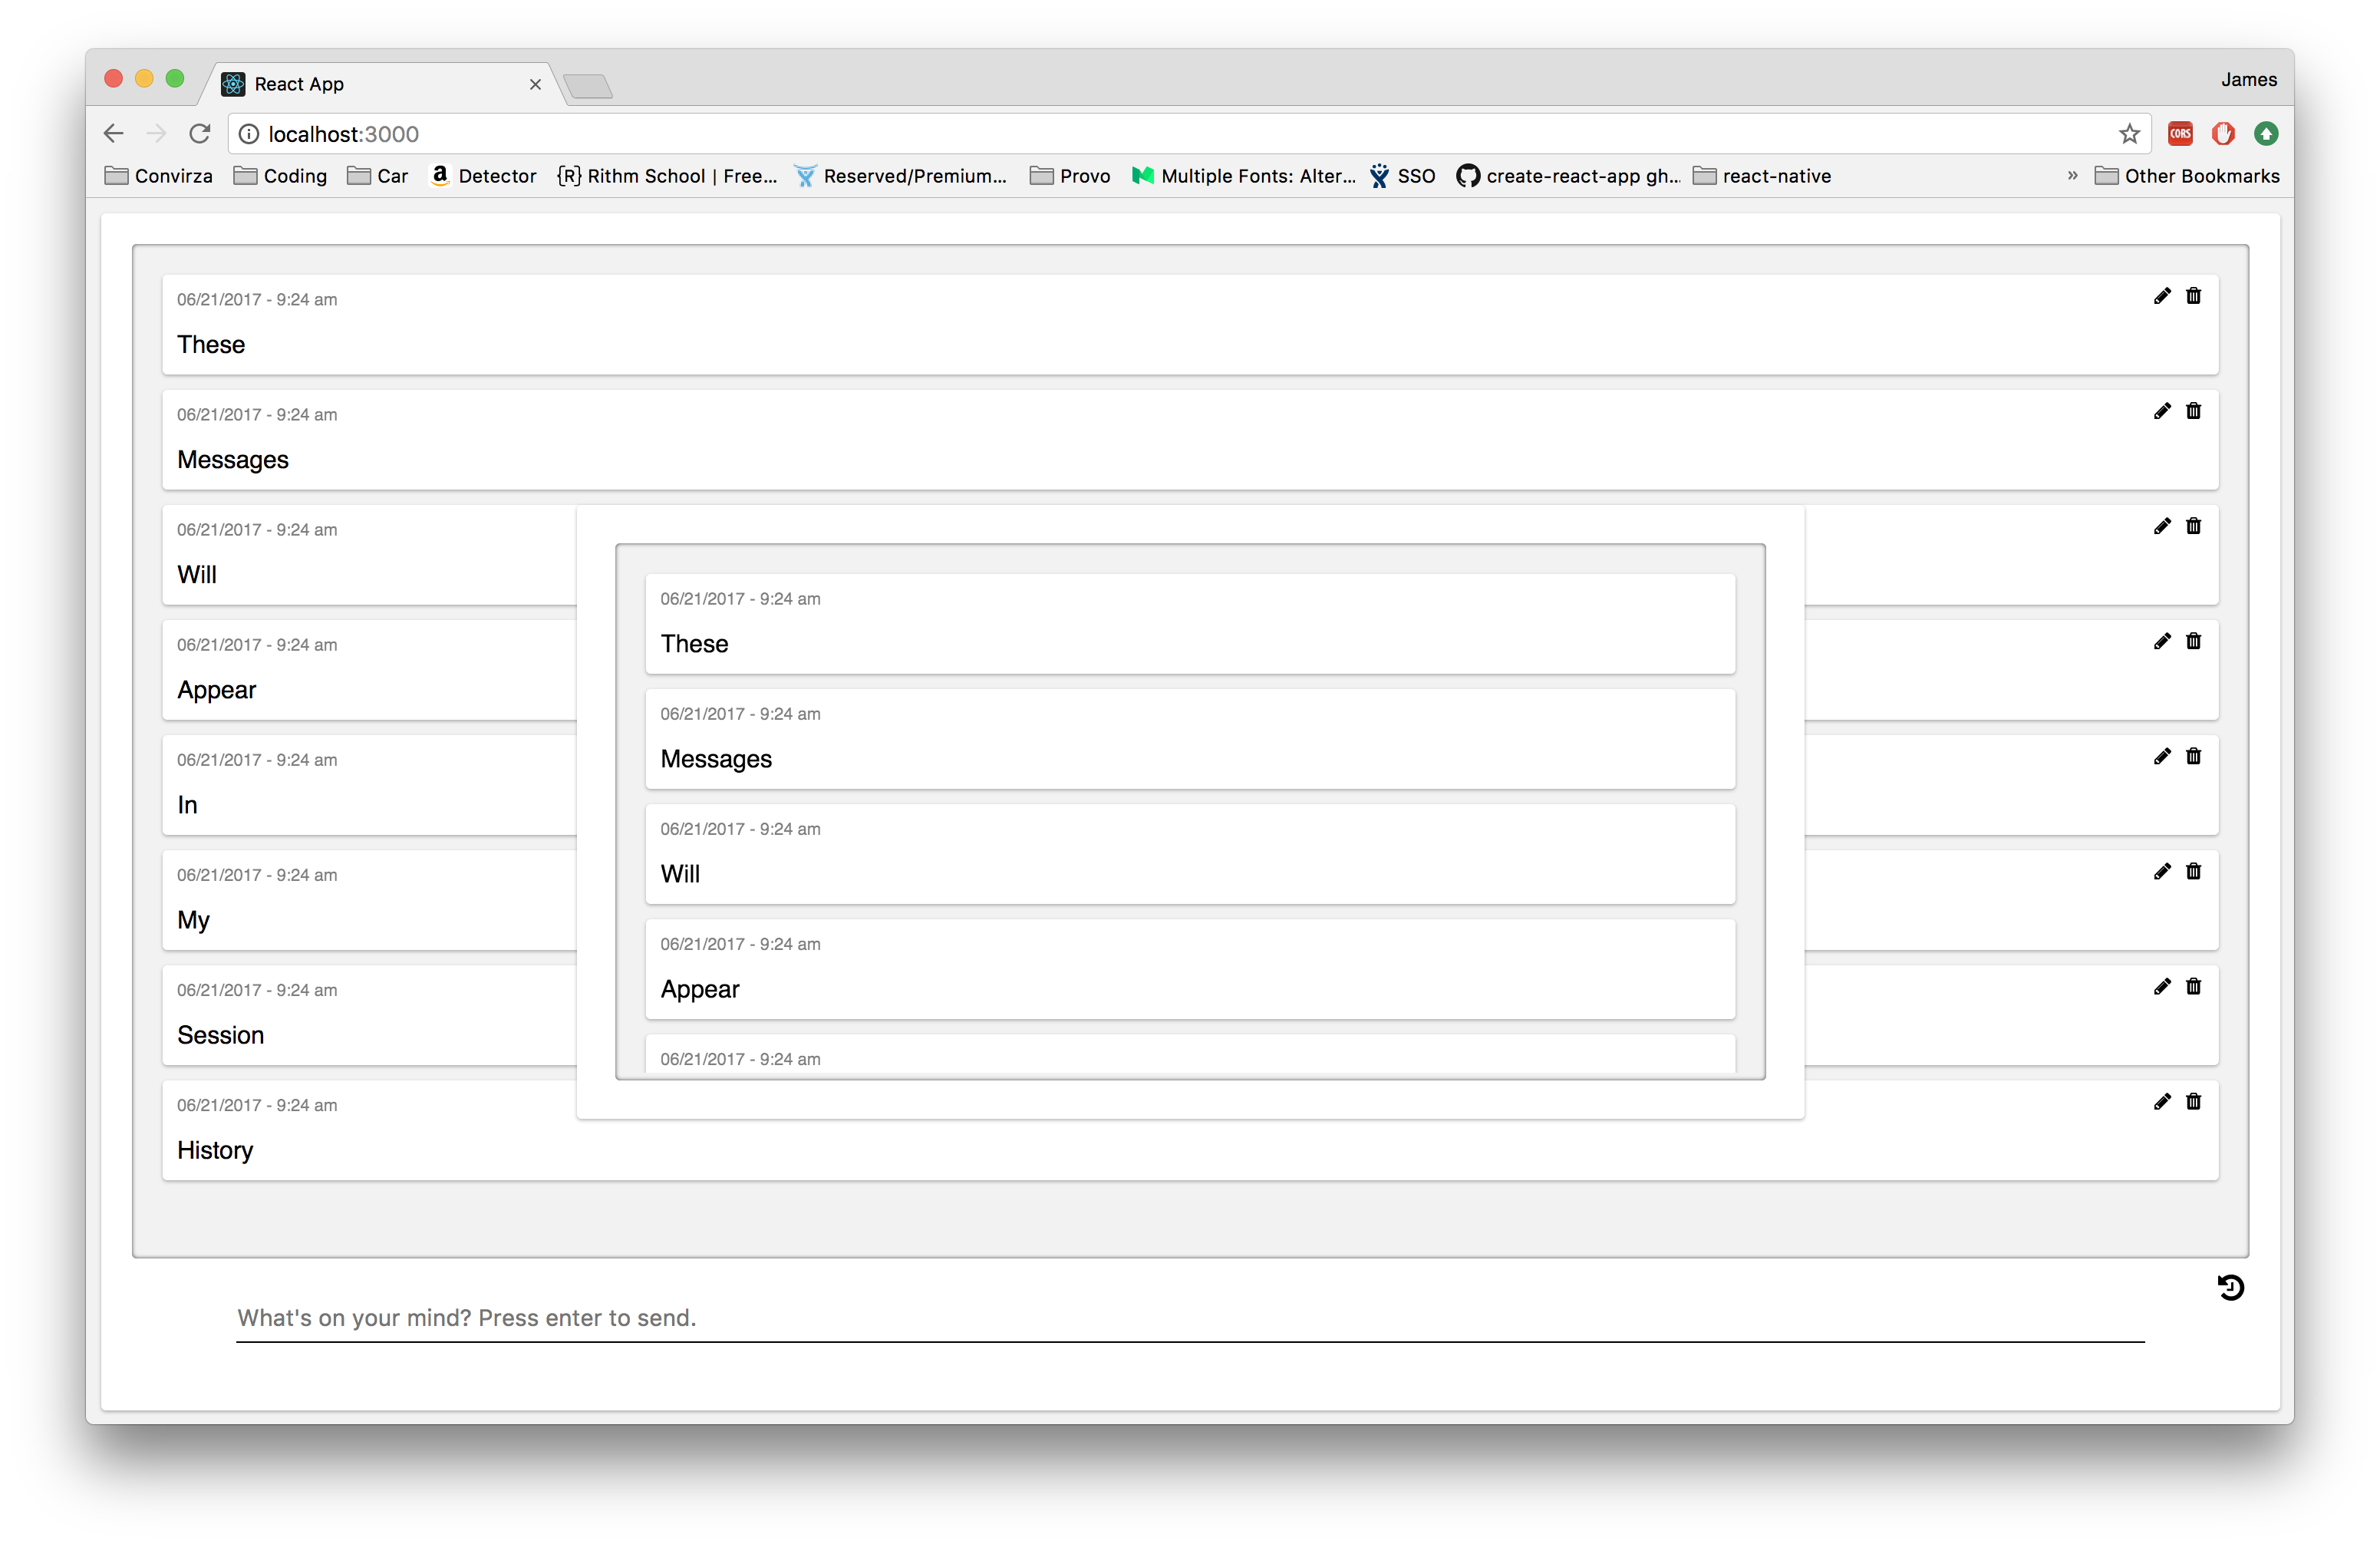 React App
James
localhost:3000
CORS
Convirza Coding Car Detector {R} Rithm School | Free... Reserved/Premium... Provo Multiple Fonts: Alter... SSO create-react-app gh... react-native » Other Bookmarks
06/21/2017 - 9:24 am
These
06/21/2017 - 9:24 am
Messages
06/21/2017 - 9:24 am
Will
06/21/2017 - 9:24 am
Appear
06/21/2017 - 9:24 am
In
06/21/2017 - 9:24 am
My
06/21/2017 - 9:24 am
Session
06/21/2017 - 9:24 am
History
06/21/2017 - 9:24 am
These
06/21/2017 - 9:24 am
Messages
06/21/2017 - 9:24 am
Will
06/21/2017 - 9:24 am
Appear
06/21/2017 - 9:24 am
What's on your mind? Press enter to send.